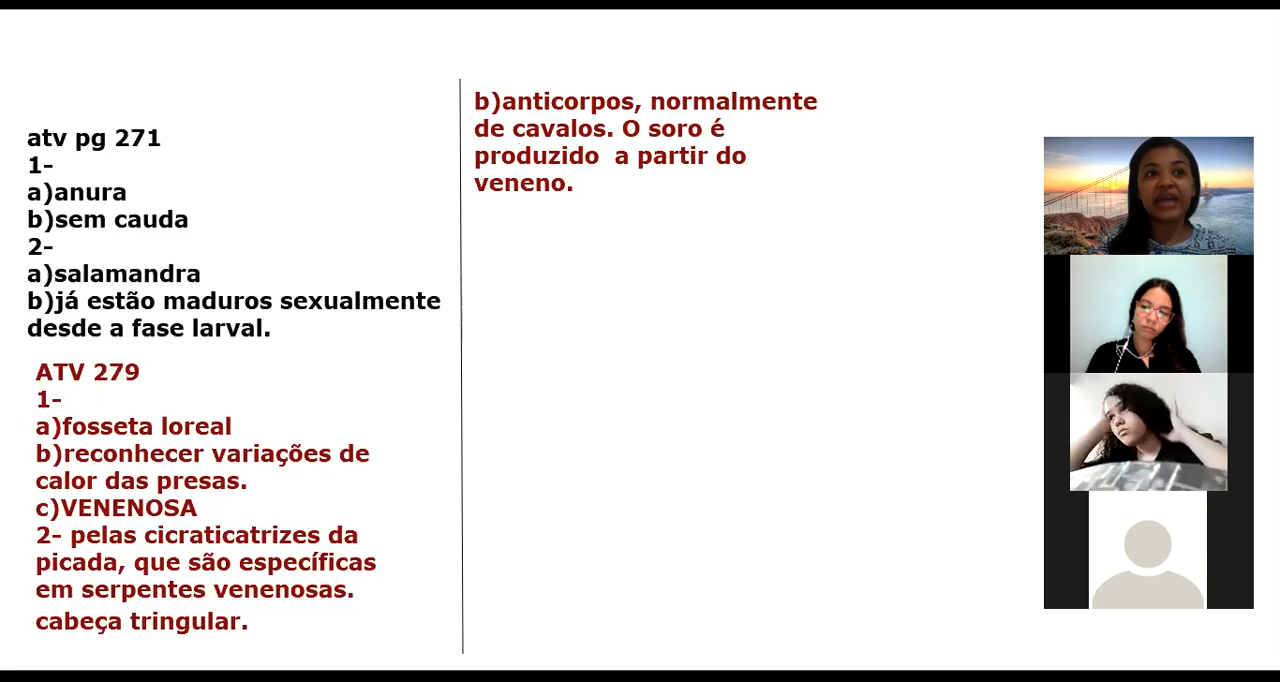 atv pg 271
1-
a)anura
b)sem cauda
2-
a)salamandra
b)já estão maduros sexualmente
desde a fase larval.
ATV 279
1-
a)fosseta loreal
b)reconhecer variações de
calor das presas.
c)VENENOSA
2- pelas cicraticatrizes da
picada, que são específicas
em serpentes venenosas.
cabeça tringular.
b)anticorpos, normalmente
de cavalos. O soro é
produzido  a partir do
veneno.